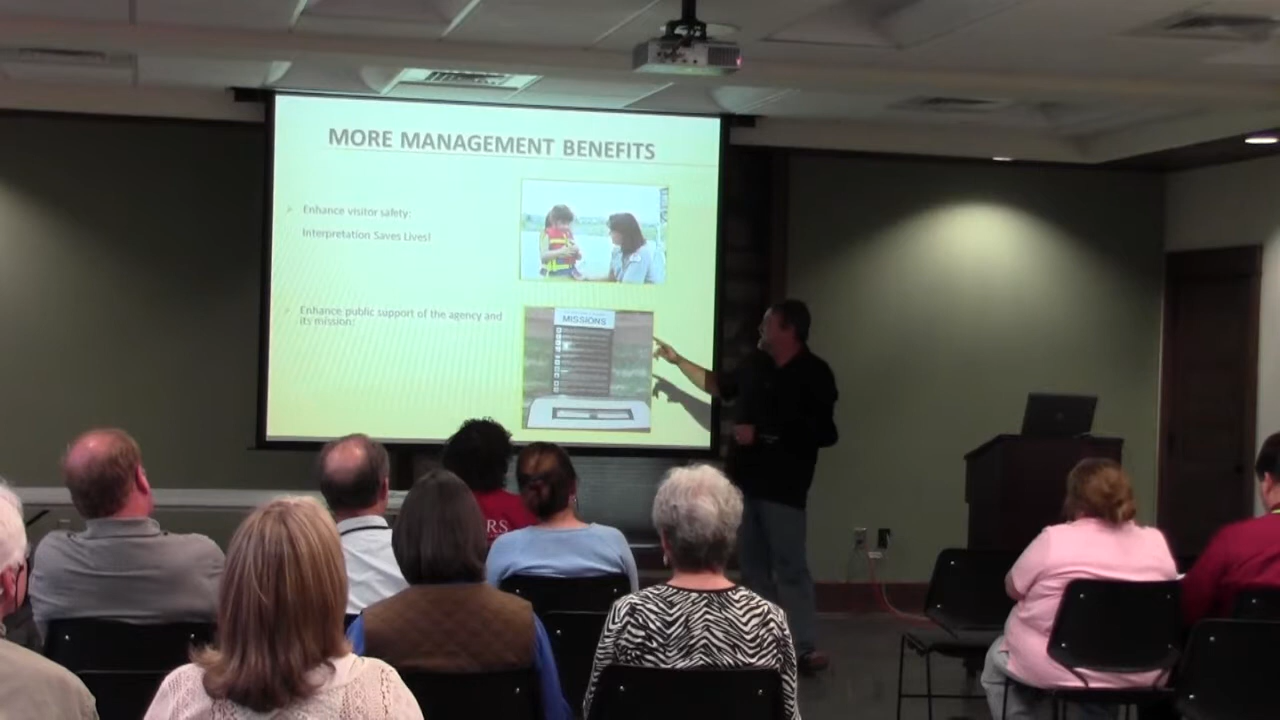 MORE MANAGEMENT BENEFITS
Enhance visitor safety:
Interpretation Saves Lives!
Enhance public support of the agency and
its mission:
MISSIONS
RS